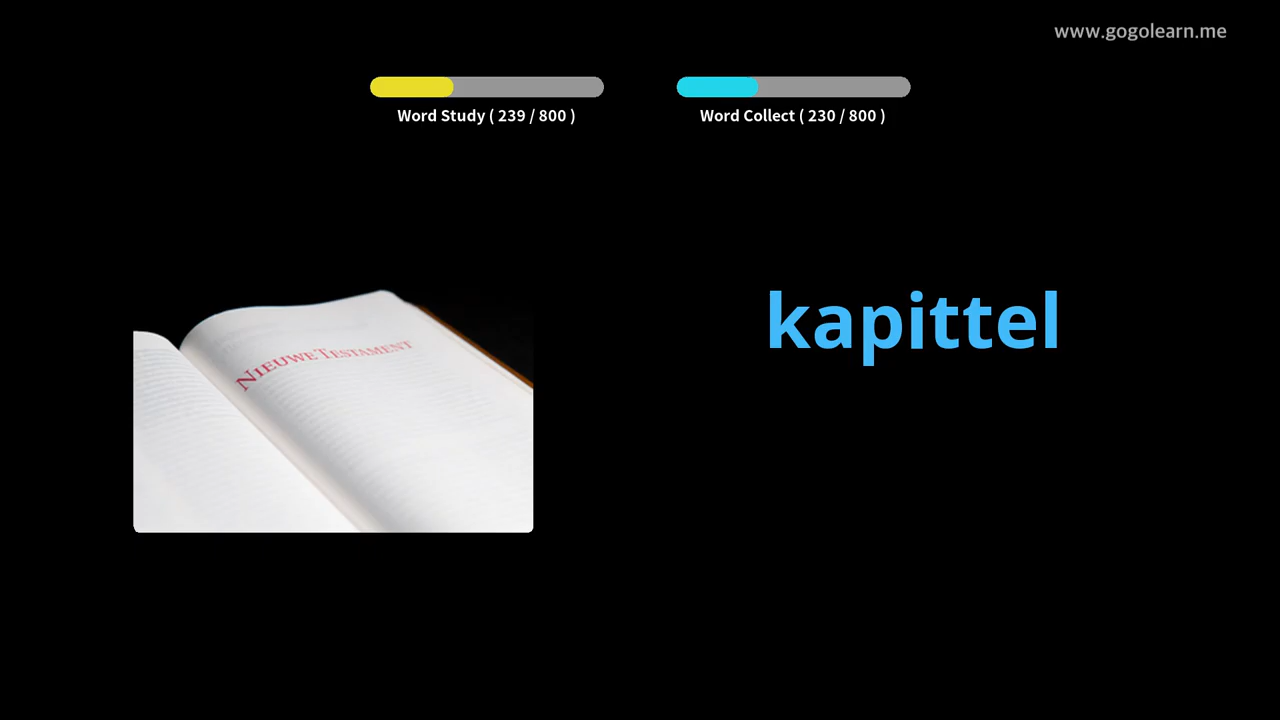 www.gogolearn.me
Word Study ( 239 / 800 )
Word Collect ( 230 / 800 )
NIEUWE TESTAMENT
kapittel